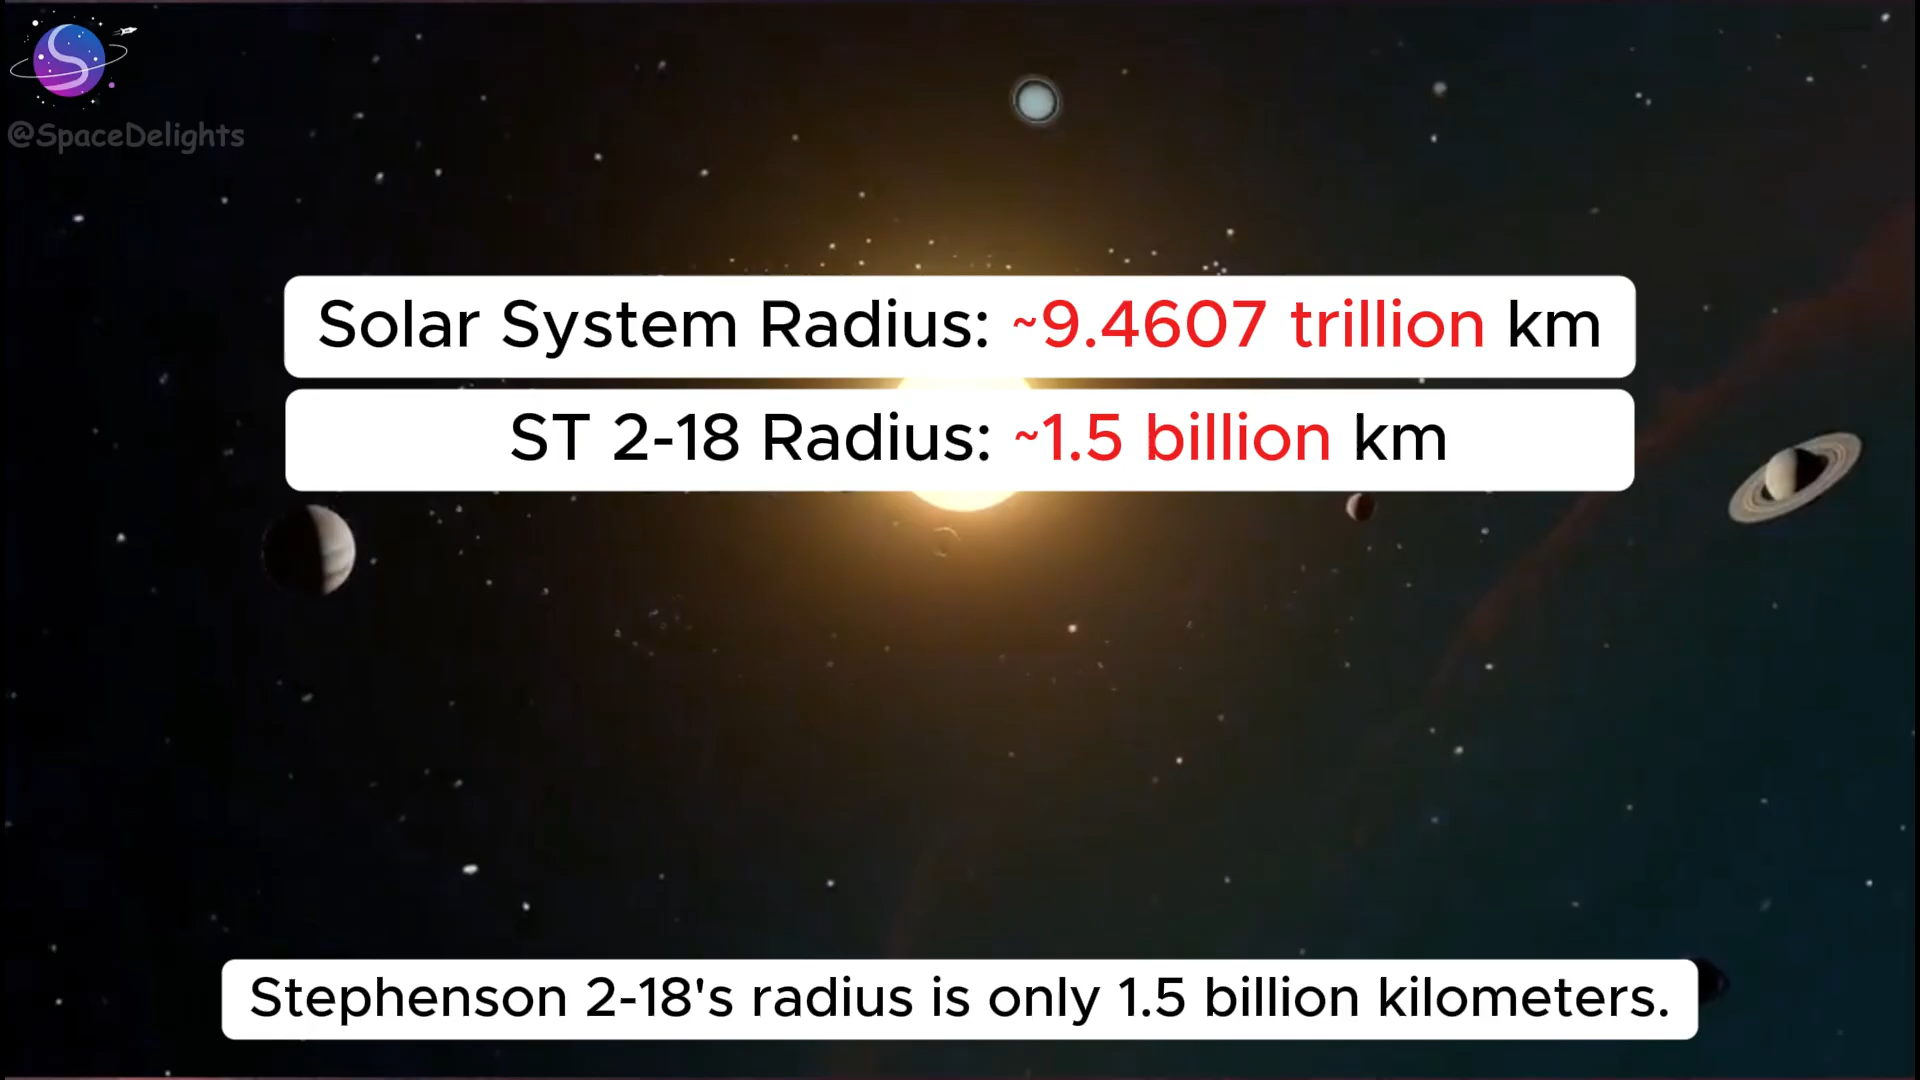 S
@SpaceDelights
Solar System Radius: ~9.4607 trillion km
ST 2-18 Radius: ~1.5 billion km
Stephenson 2-18's radius is only 1.5 billion kilometers.